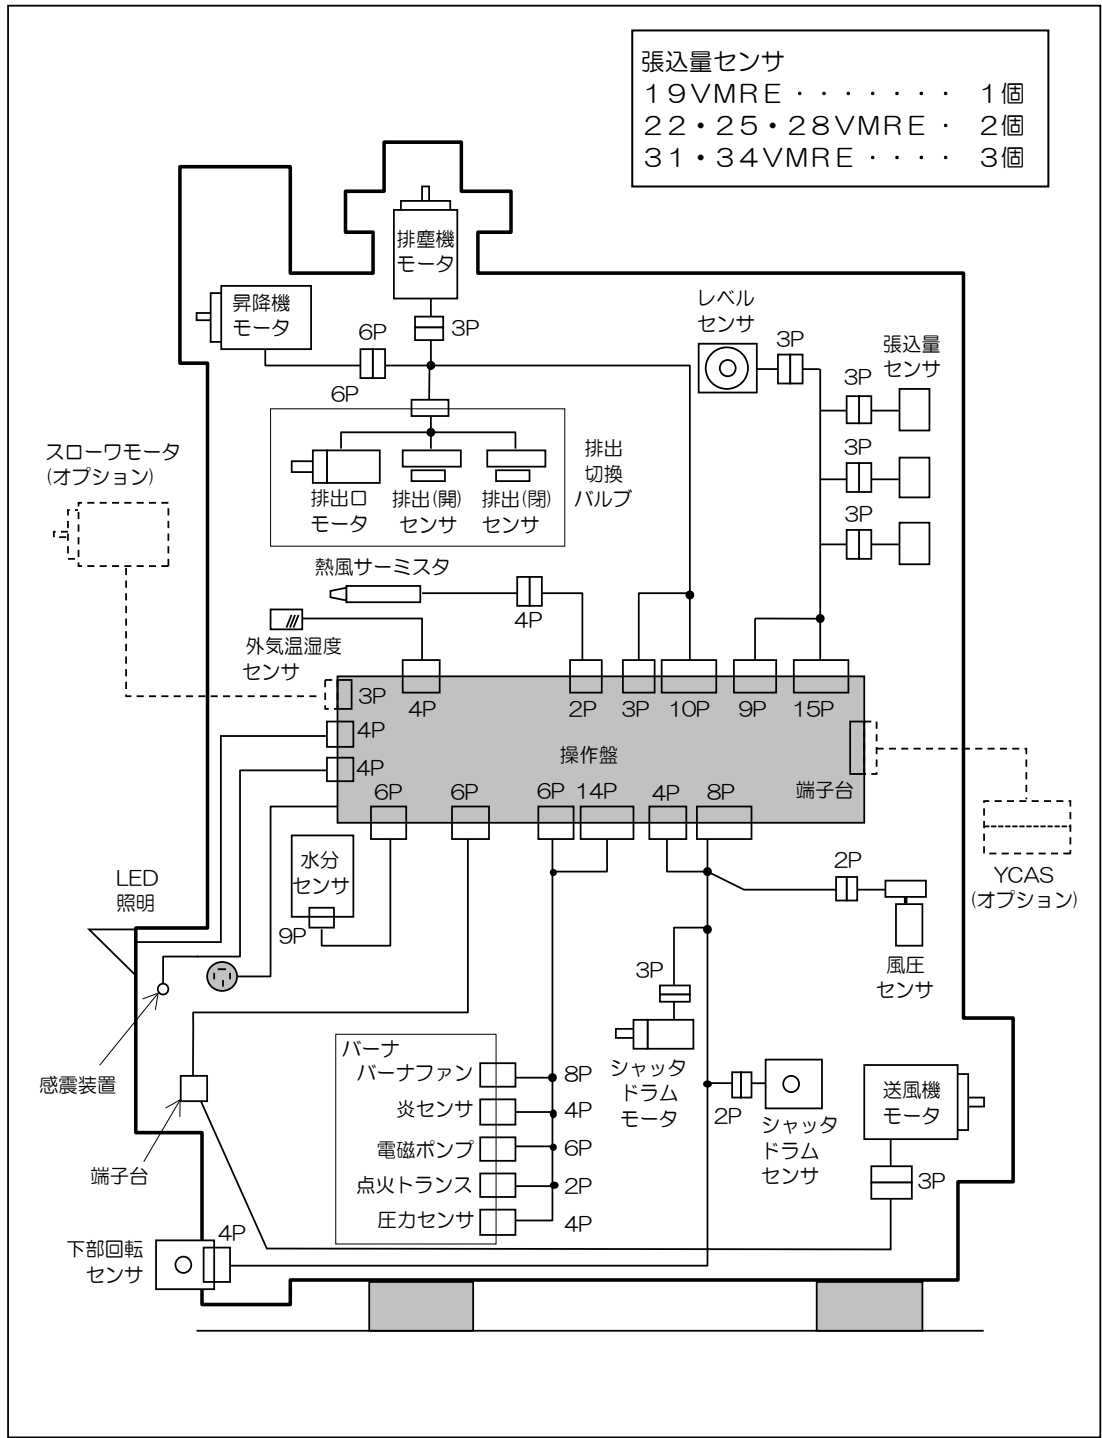 張込量センサ
19VMRE・・・・・・・ 1個
22・25・28VMRE・ 2個
31・34VMRE・・・・ 3個
排塵機
モータ
昇降機
モータ
3P
6P
6P
レベル
センサ
3P
張込量
センサ
3P
3P
3P
スローワモータ
(オプション)
排出口
モータ
排出(開)
センサ
排出(閉)
センサ
排出
切換
バルブ
熱風サーミスタ
4P
外気温湿度
センサ
3P
4P
2P
3P
10P
9P
15P
4P
4P
操作盤
端子台
6P
6P
6P
14P
4P
8P
水分
センサ
9P
LED
照明
YCAS
(オプション)
2P
風圧
センサ
3P
シャッタ
ドラム
モータ
感震装置
端子台
バーナ
バーナファン
8P
炎センサ
4P
電磁ポンプ
6P
点火トランス
2P
圧力センサ
4P
2P
シャッタ
ドラム
センサ
送風機
モータ
3P
下部回転
センサ
4P